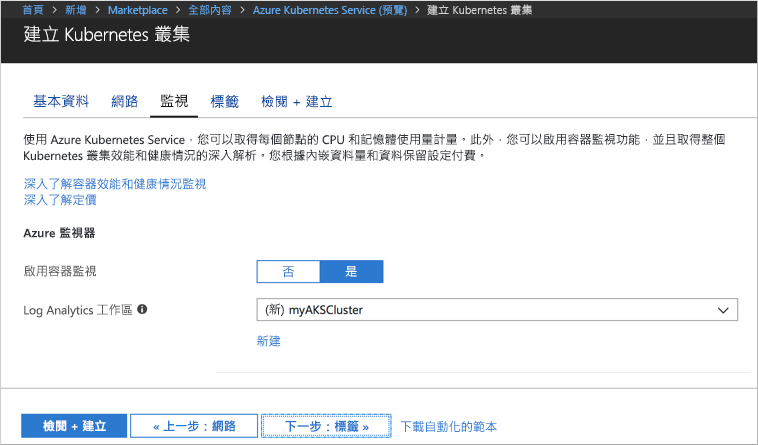 首頁 > 新增 > Marketplace > 全部內容 > Azure Kubernetes Service (預覽) > 建立 Kubernetes 叢集
建立 Kubernetes 叢集
基本資料 網路 監視 標籤 檢閱 + 建立
使用 Azure Kubernetes Service，您可以取得每個節點的 CPU 和記憶體使用量計量。此外，您可以啟用容器監視功能，並且取得整個
Kubernetes 叢集效能和健康情況的深入解析。您根據內嵌資料量和資料保留設定付費。
深入了解容器效能和健康情況監視
深入了解定價
Azure 監視器
啟用容器監視 否 是
Log Analytics 工作區 (新) myAKSCluster
新建
檢閱 + 建立 « 上一步：網路 下一步：標籤 » 下載自動化的範本